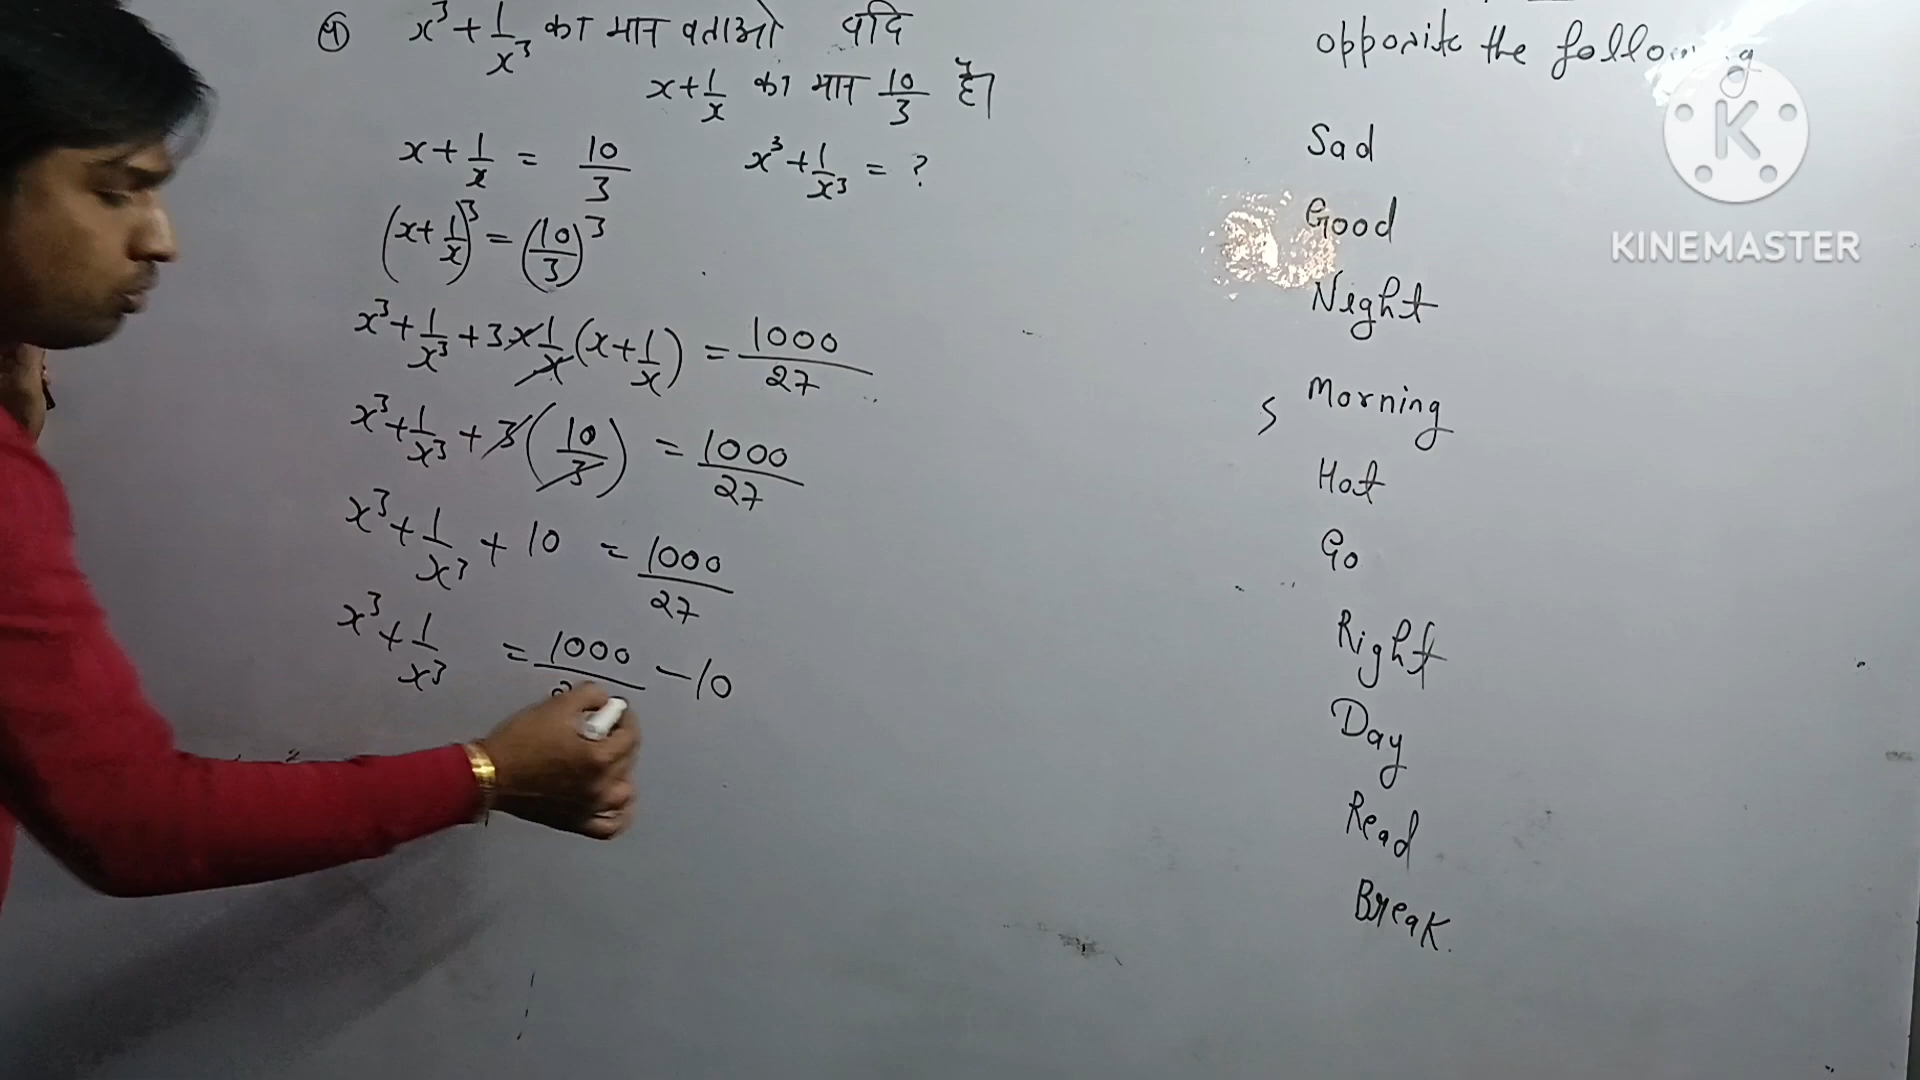 (4) x³ + 1/x³ का मान बताओ यदि
x + 1/x का मान 10/3 है।
x + 1/x = 10/3 x³ + 1/x³ = ?
(x + 1/x)³ = (10/3)³
x³ + 1/x³ + 3x 1/x (x + 1/x) = 1000/27
x³ + 1/x³ + 3(10/3) = 1000/27
x³ + 1/x³ + 10 = 1000/27
x³ + 1/x³ = 1000/ - 10
opposite the following
Sad
Good
Night
S Morning
Hot
Go
Right
Day
Read
Break.
K
KINEMASTER